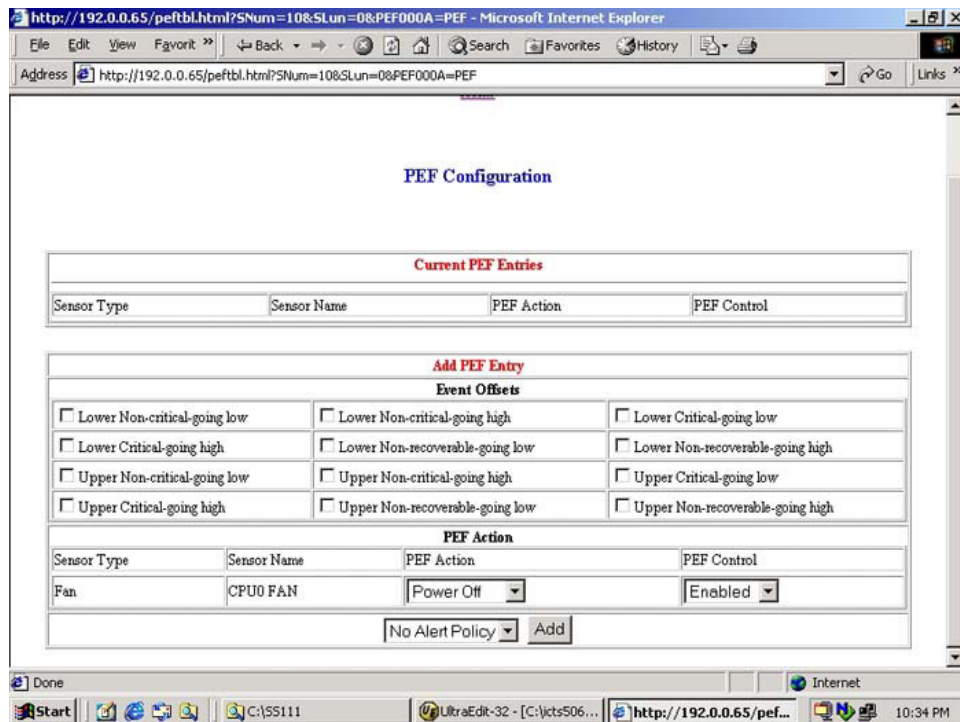 http://192.0.0.65/peftbl.html?SNum=10&SLun=0&PEF000A=PEF - Microsoft Internet Explorer
File Edit View Favorit » Back Search Favorites History
Address http://192.0.0.65/peftbl.html?SNum=10&SLun=0&PEF000A=PEF Go Links »
PEF Configuration
Current PEF Entries
Sensor Type Sensor Name PEF Action PEF Control
Add PEF Entry
Event Offsets
Lower Non-critical-going low Lower Non-critical-going high Lower Critical-going low
Lower Critical-going high Lower Non-recoverable-going low Lower Non-recoverable-going high
Upper Non-critical-going low Upper Non-critical-going high Upper Critical-going low
Upper Critical-going high Upper Non-recoverable-going low Upper Non-recoverable-going high
PEF Action
Sensor Type Sensor Name PEF Action PEF Control
Fan CPU0 FAN Power Off Enabled
No Alert Policy Add
Done Internet
Start C:\SS111 UltraEdit-32 - [C:\icts506... http://192.0.0.65/pef... 10:34 PM